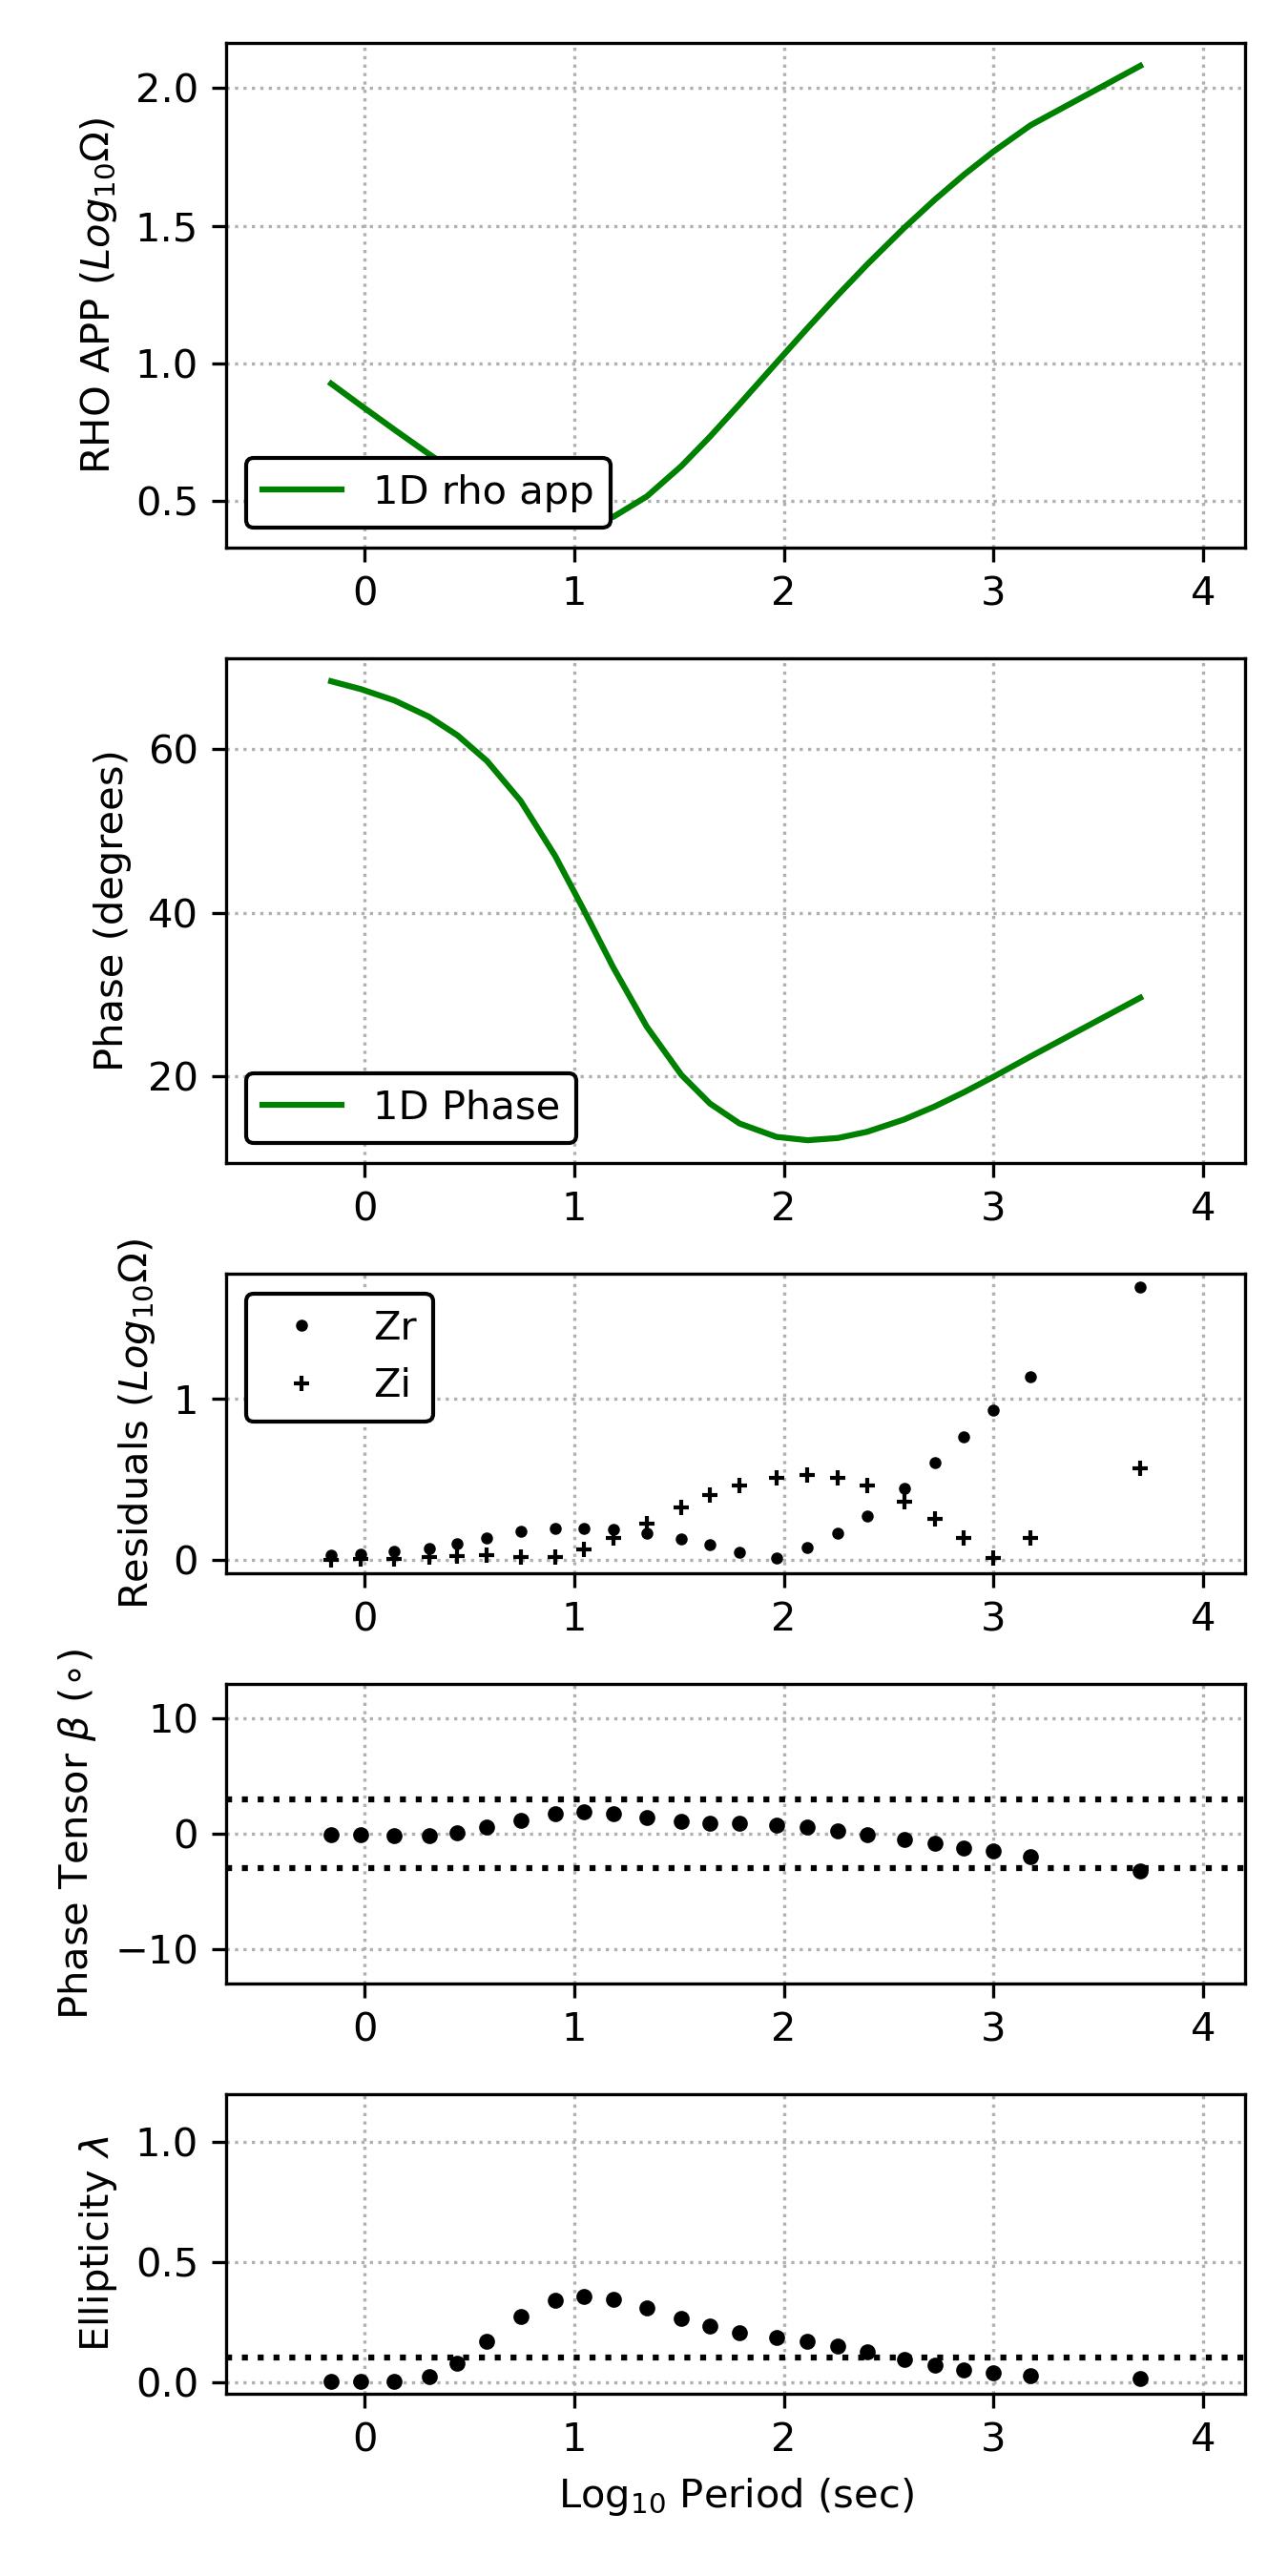 RHO APP (Log₁₀Ω)
2.0
1.5
1.0
0.5
1D rho app
0 1 2 3 4
Phase (degrees)
60
40
20
1D Phase
0 1 2 3 4
Residuals (Log₁₀Ω)
1
0
Zr
Zi
0 1 2 3 4
Phase Tensor β (∘)
10
0
−10
0 1 2 3 4
Ellipticity λ
1.0
0.5
0.0
0 1 2 3 4
Log₁₀ Period (sec)